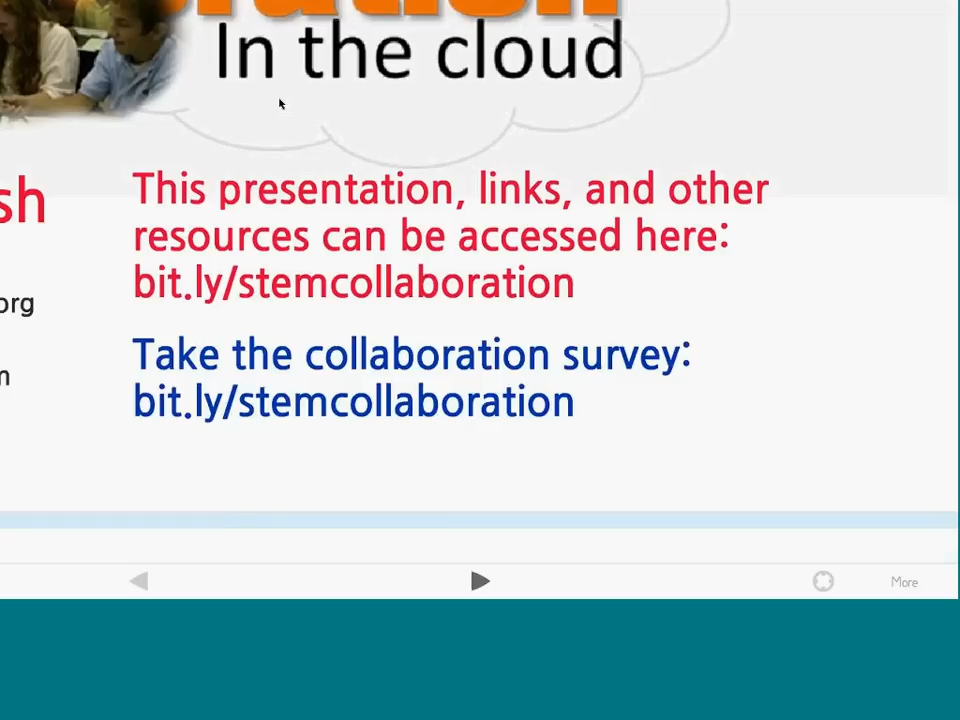 In the cloud
sh
This presentation, links, and other
resources can be accessed here:
bit.ly/stemcollaboration
org
Take the collaboration survey:
m
bit.ly/stemcollaboration
More